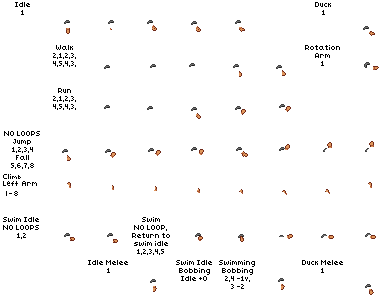 Idle
1
Duck
1
Walk
2,1,2,3,
4,5,4,3,
Rotation
Arm
1
Run
2,1,2,3,
4,5,4,3,
NO LOOPS
Jump
1,2,3,4
Fall
5,6,7,8
Climb
Left Arm
1-8
Swim Idle
NO LOOPS
1,2
Swim
NO LOOP,
Return to
swim idle
1,2,3,4,5
Idle Melee
1
Swim Idle
Bobbing
Idle +0
Swimming
Bobbing
2,4 -1y,
3 -2
Duck Melee
1